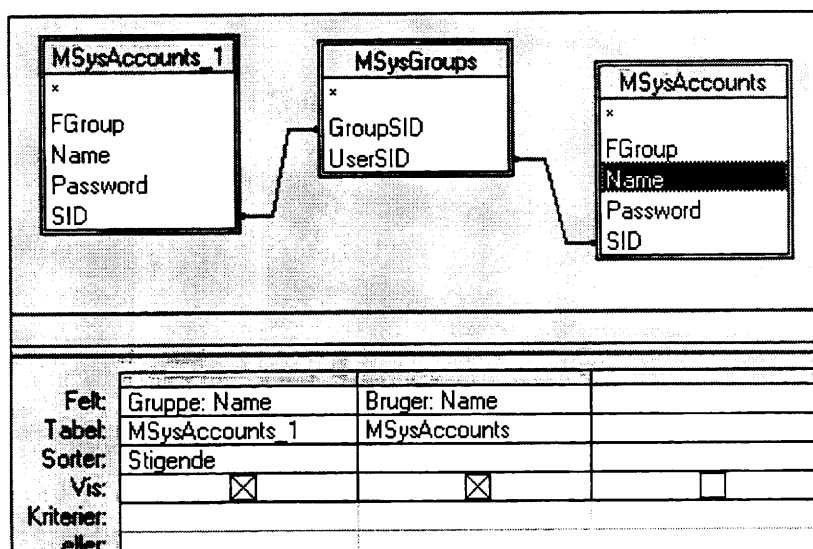 MSysAccounts_1
*
FGroup
Name
Password
SID
MSysGroups
*
GroupSID
UserSID
MSysAccounts
*
FGroup
Name
Password
SID
Felt: Gruppe: Name Bruger: Name
Tabel: MSysAccounts_1 MSysAccounts
Sorter: Stigende
Vis:
Kriterier:
eller: